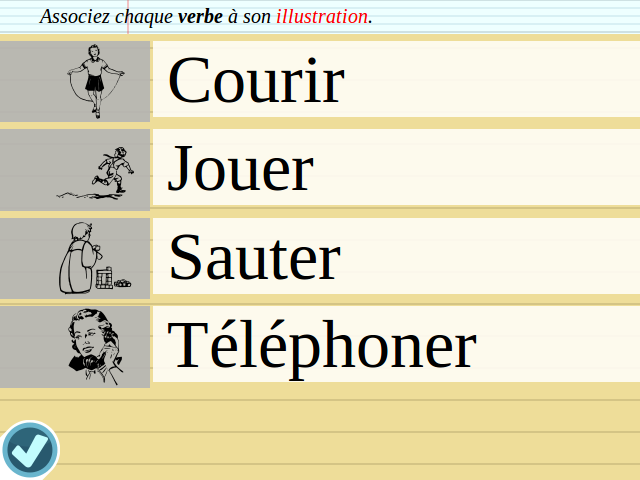 Associez chaque verbe à son illustration.
Courir
Jouer
Sauter
Téléphoner